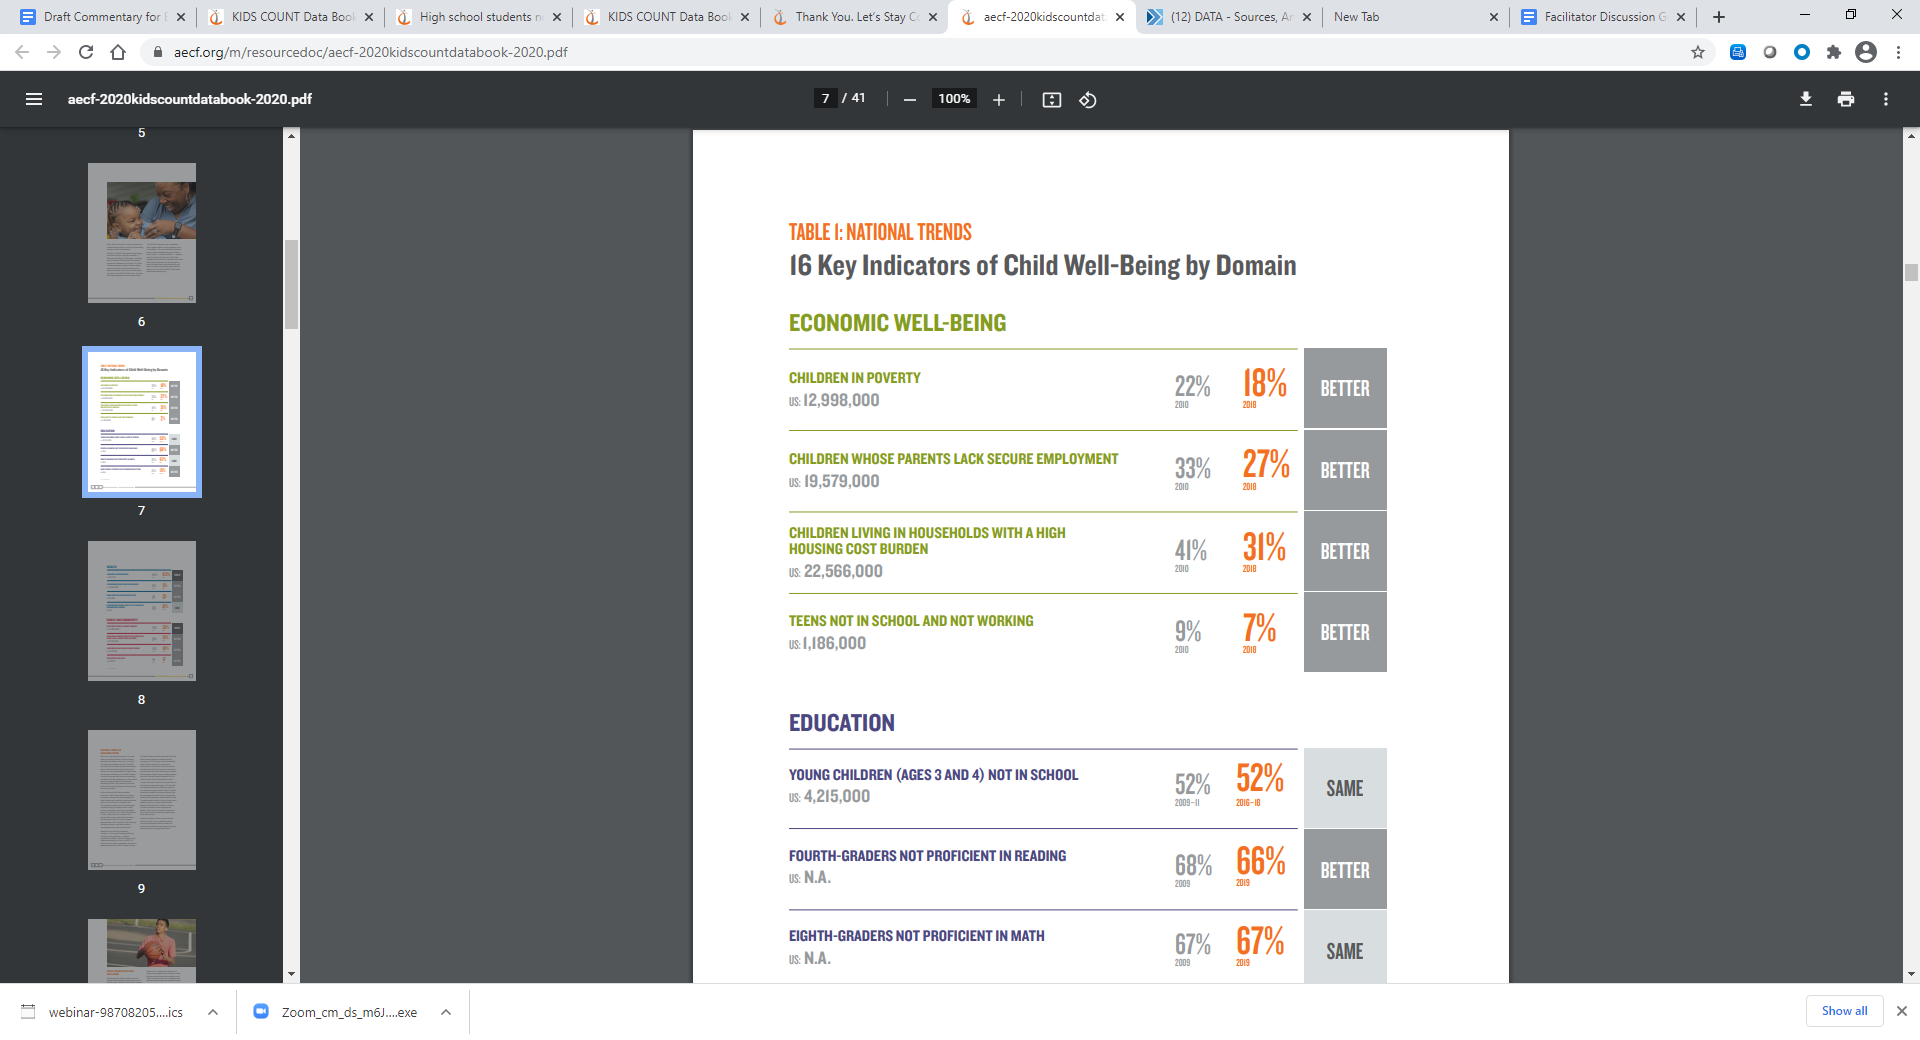 Draft Commentary for
KIDS COUNT Data Book
High school students n
KIDS COUNT Data Book
Thank You. Let's Stay Co
aecf-2020kidscountdat
(12) DATA - Sources, An
New Tab
Facilitator Discussion G
aecf.org/m/resourcedoc/aecf-2020kidscountdatabook-2020.pdf
aecf-2020kidscountdatabook-2020.pdf
7 / 41
100%
5
6
7
8
9
TABLE 1: NATIONAL TRENDS
16 Key Indicators of Child Well-Being by Domain
ECONOMIC WELL-BEING
CHILDREN IN POVERTY
US: 12,998,000
22%
2010
18%
2018
BETTER
CHILDREN WHOSE PARENTS LACK SECURE EMPLOYMENT
US: 19,579,000
33%
2010
27%
2018
BETTER
CHILDREN LIVING IN HOUSEHOLDS WITH A HIGH
HOUSING COST BURDEN
US: 22,566,000
41%
2010
31%
2018
BETTER
TEENS NOT IN SCHOOL AND NOT WORKING
US: 1,186,000
9%
2010
7%
2018
BETTER
EDUCATION
YOUNG CHILDREN (AGES 3 AND 4) NOT IN SCHOOL
US: 4,215,000
52%
2009–11
52%
2016–18
SAME
FOURTH-GRADERS NOT PROFICIENT IN READING
US: N.A.
68%
2009
66%
2019
BETTER
EIGHTH-GRADERS NOT PROFICIENT IN MATH
US: N.A.
67%
2009
67%
2019
SAME
webinar-98708205....ics
Zoom_cm_ds_m6J....exe
Show all